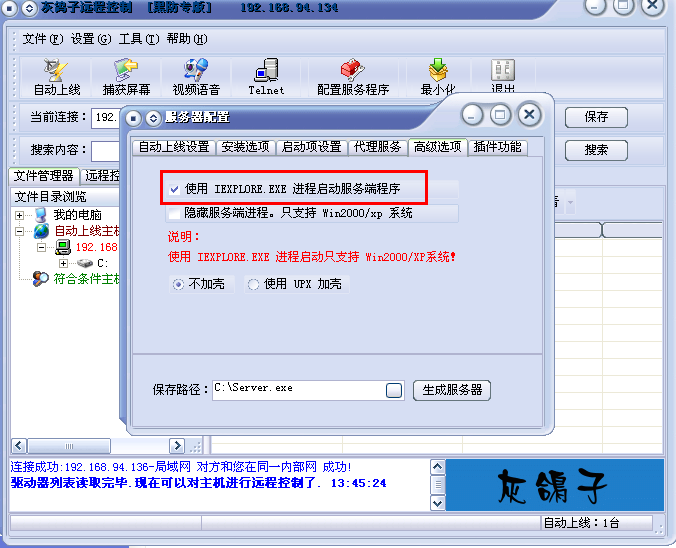 灰鸽子远程控制 [黑防专版] 192.168.94.134
文件(F) 设置(G) 工具(T) 帮助(H)
自动上线 捕获屏幕 视频语音 Telnet 配置服务程序 最小化 退出
当前连接: 192. 保存
搜索内容: 搜索
文件管理器 远程控
文件目录浏览
我的电脑
自动上线主机
192.168
C:
符合条件主机
服务器配置
自动上线设置 安装选项 启动项设置 代理服务 高级选项 插件功能
使用 IEXPLORE.EXE 进程启动服务端程序
隐藏服务端进程。只支持 Win2000/xp 系统
说明:
使用 IEXPLORE.EXE 进程启动只支持 Win2000/XP系统!
不加壳 使用 UPX 加壳
保存路径: C:\Server.exe 生成服务器
连接成功:192.168.94.136-局域网 对方和您在同一内部网 成功!
驱动器列表读取完毕.现在可以对主机进行远程控制了. 13:45:24
灰鸽子
自动上线:1台